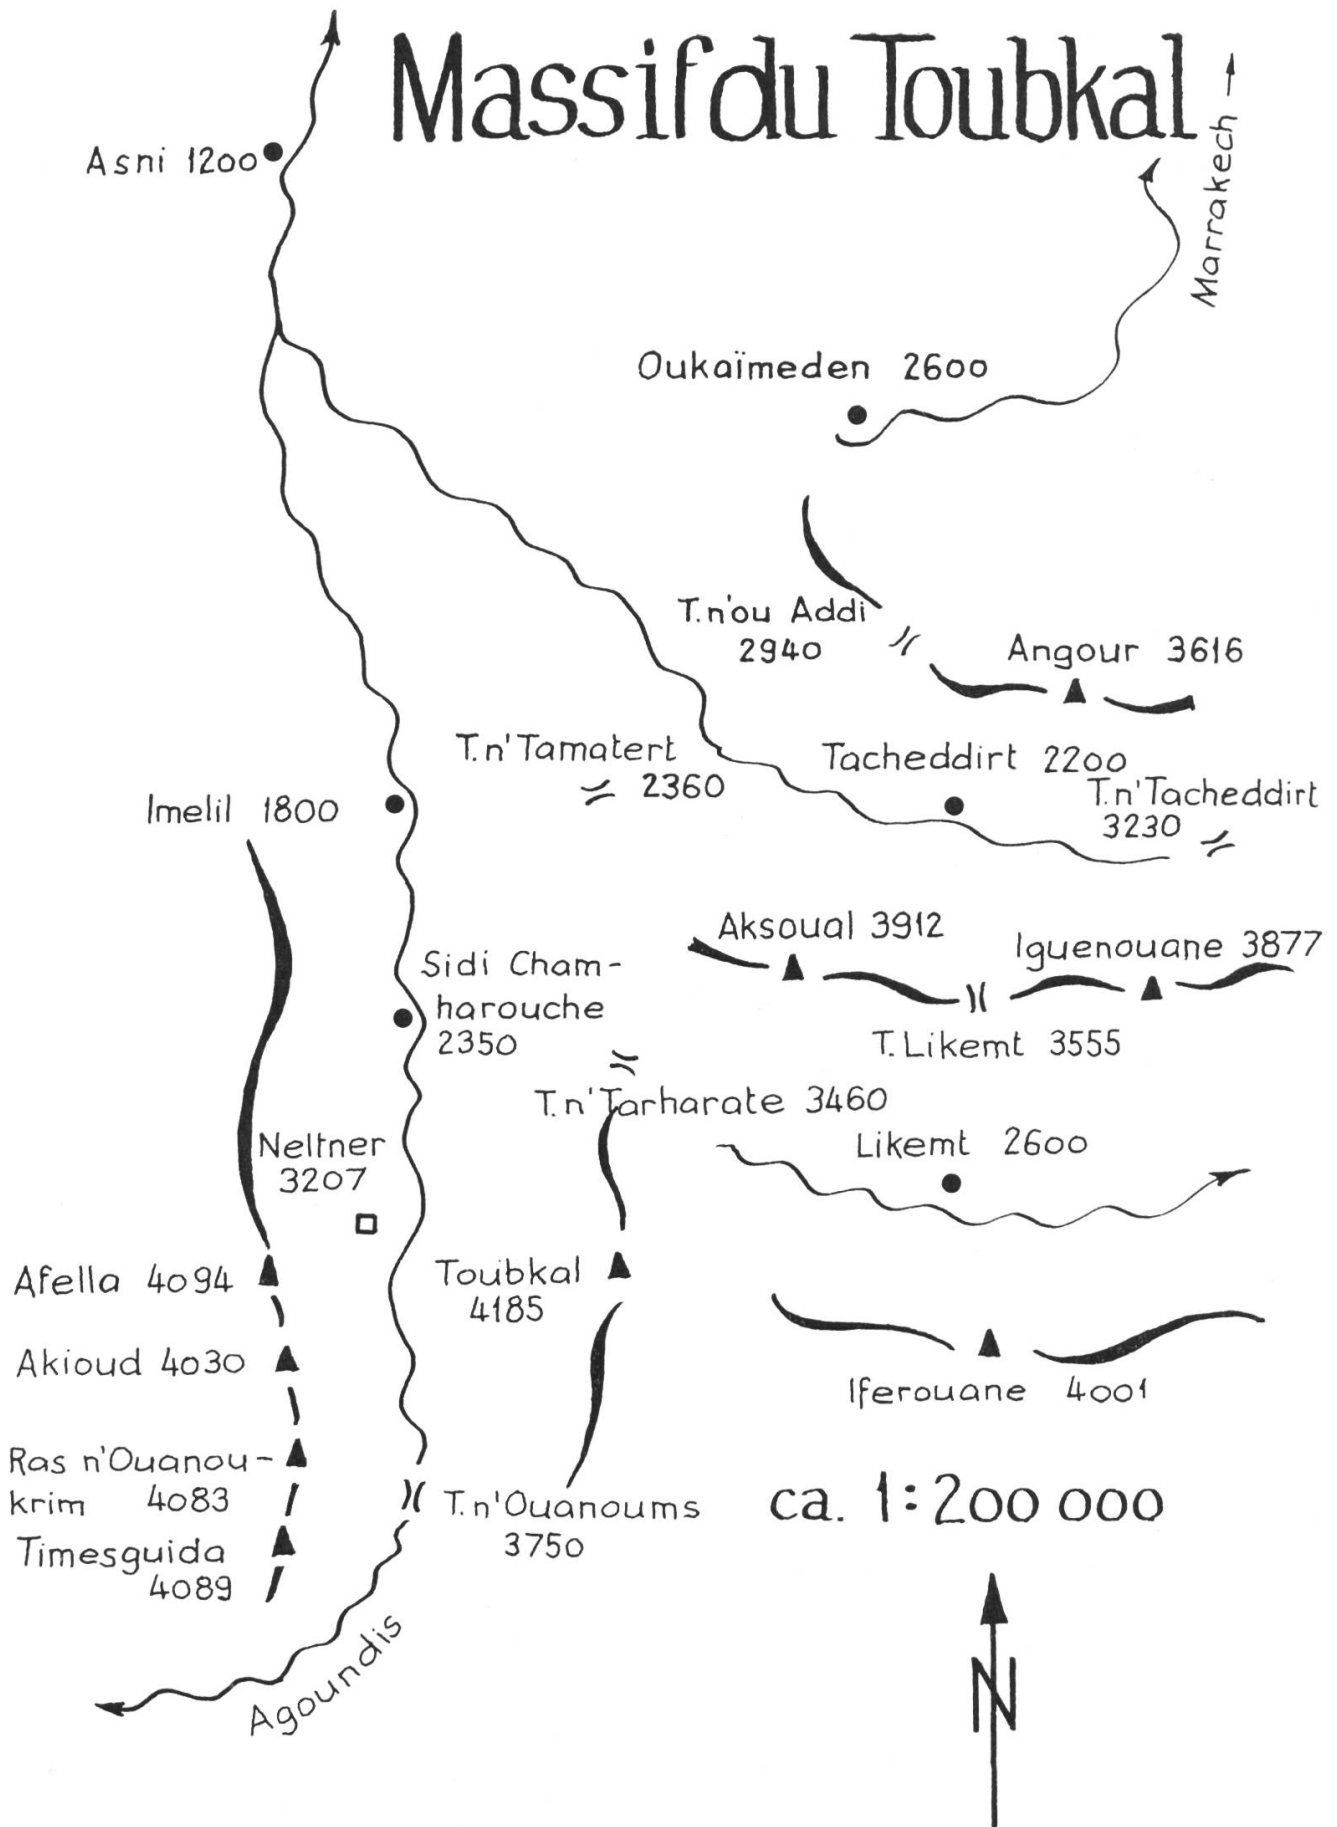 Massif du Toubkal
Marrakech
Asni 1200
Oukaïmeden 2600
T.n'ou Addi
2940
Angour 3616
T.n'Tamatert
2360
Tacheddirt 2200
T.n'Tacheddirt
3230
Imelil 1800
Aksoual 3912
Iguenouane 3877
Sidi Cham-
harouche
2350
T. Likemt 3555
T.n'Tarharate 3460
Neltner
3207
Likemt 2600
Afella 4094
Toubkal
4185
Akioud 4030
Iferouane 4001
Ras n'Ouanou-
krim 4083
T.n'Ouanoums
3750
ca. 1:200 000
Timesguida
4089
Agoundis
N